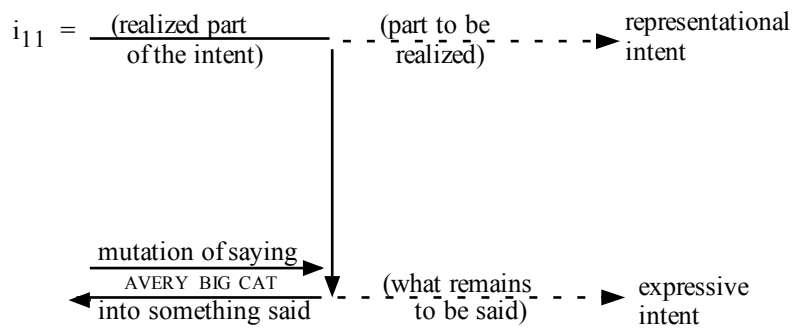 i11 = (realized part (part to be representational
of the intent) realized) intent
mutation of saying
AVERY BIG CAT (what remains expressive
into something said to be said) intent